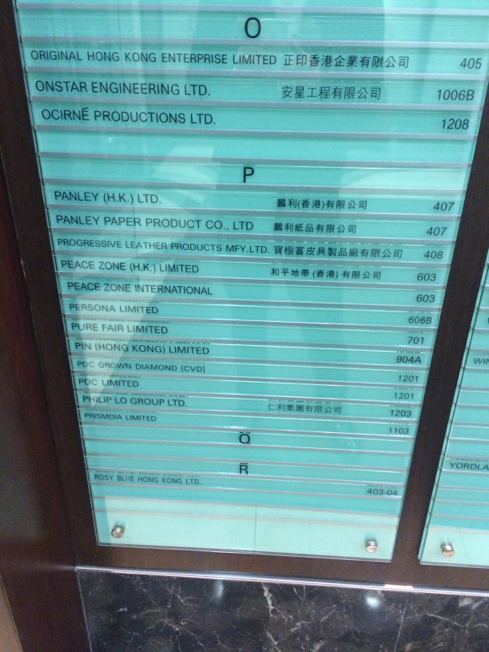 O
ORIGINAL HONG KONG ENTERPRISE LIMITED 正印香港企業有限公司 405
ONSTAR ENGINEERING LTD. 安星工程有限公司 1006B
OCIRNÉ PRODUCTIONS LTD. 1208
P
PANLEY (H.K.) LTD. 鵬利(香港)有限公司 407
PANLEY PAPER PRODUCT CO., LTD 鵬利紙品有限公司 407
PROGRESSIVE LEATHER PRODUCTS MFY.LTD. 寶極富皮具製品廠有限公司 408
PEACE ZONE (H.K.) LIMITED 和平地帶(香港)有限公司 603
PEACE ZONE INTERNATIONAL 603
PERSONA LIMITED 606B
PURE FAIR LIMITED 701
PIN (HONG KONG) LIMITED 904A
PDC GROWN DIAMOND [CVD] 1201
PDC LIMITED 1201
PHILIP LO GROUP LTD. 仁利集團有限公司 1203
PRISMDIA LIMITED 1103
Q
R
ROSY BLUE HONG KONG LTD. 403-04
YORDLA